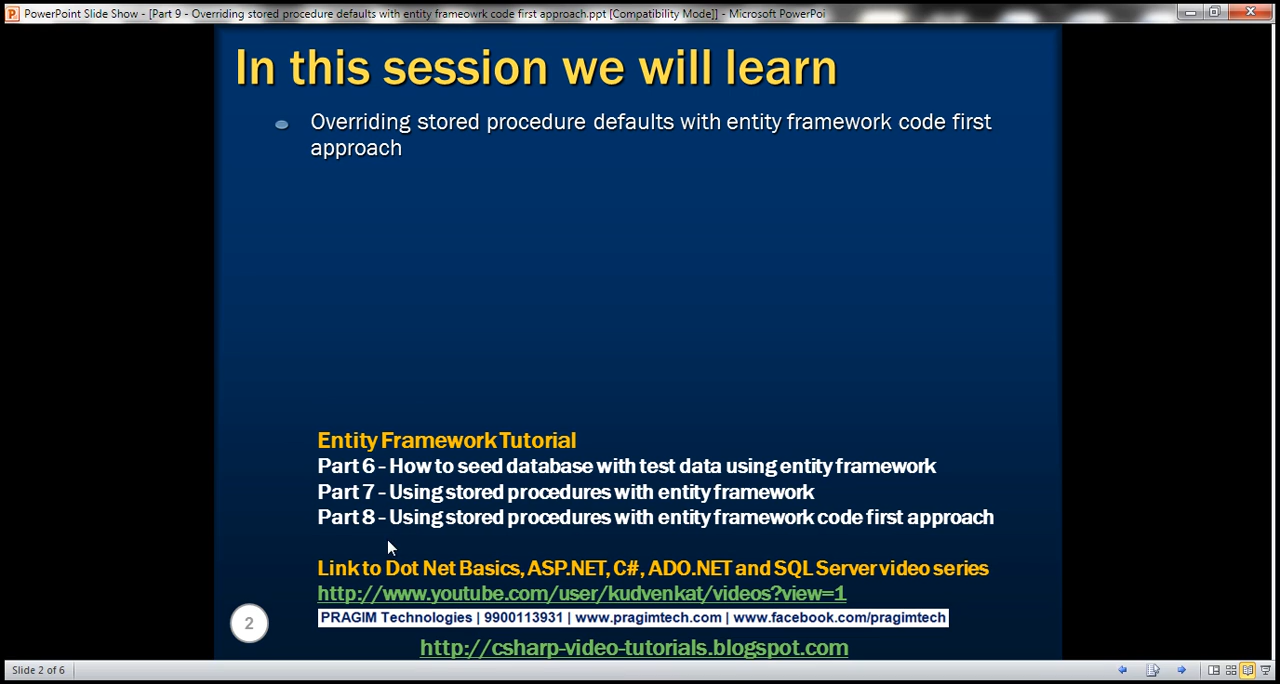 PowerPoint Slide Show - [Part 9 - Overriding stored procedure defaults with entity frameowrk code first approach.ppt [Compatibility Mode]] - Microsoft PowerPoi
In this session we will learn
Overriding stored procedure defaults with entity framework code first
approach
Entity Framework Tutorial
Part 6 - How to seed database with test data using entity framework
Part 7 - Using stored procedures with entity framework
Part 8 - Using stored procedures with entity framework code first approach
Link to Dot Net Basics, ASP.NET, C#, ADO.NET and SQL Server video series
http://www.youtube.com/user/kudvenkat/videos?view=1
PRAGIM Technologies | 9900113931 | www.pragimtech.com | www.facebook.com/pragimtech
2
http://csharp-video-tutorials.blogspot.com
Slide 2 of 6